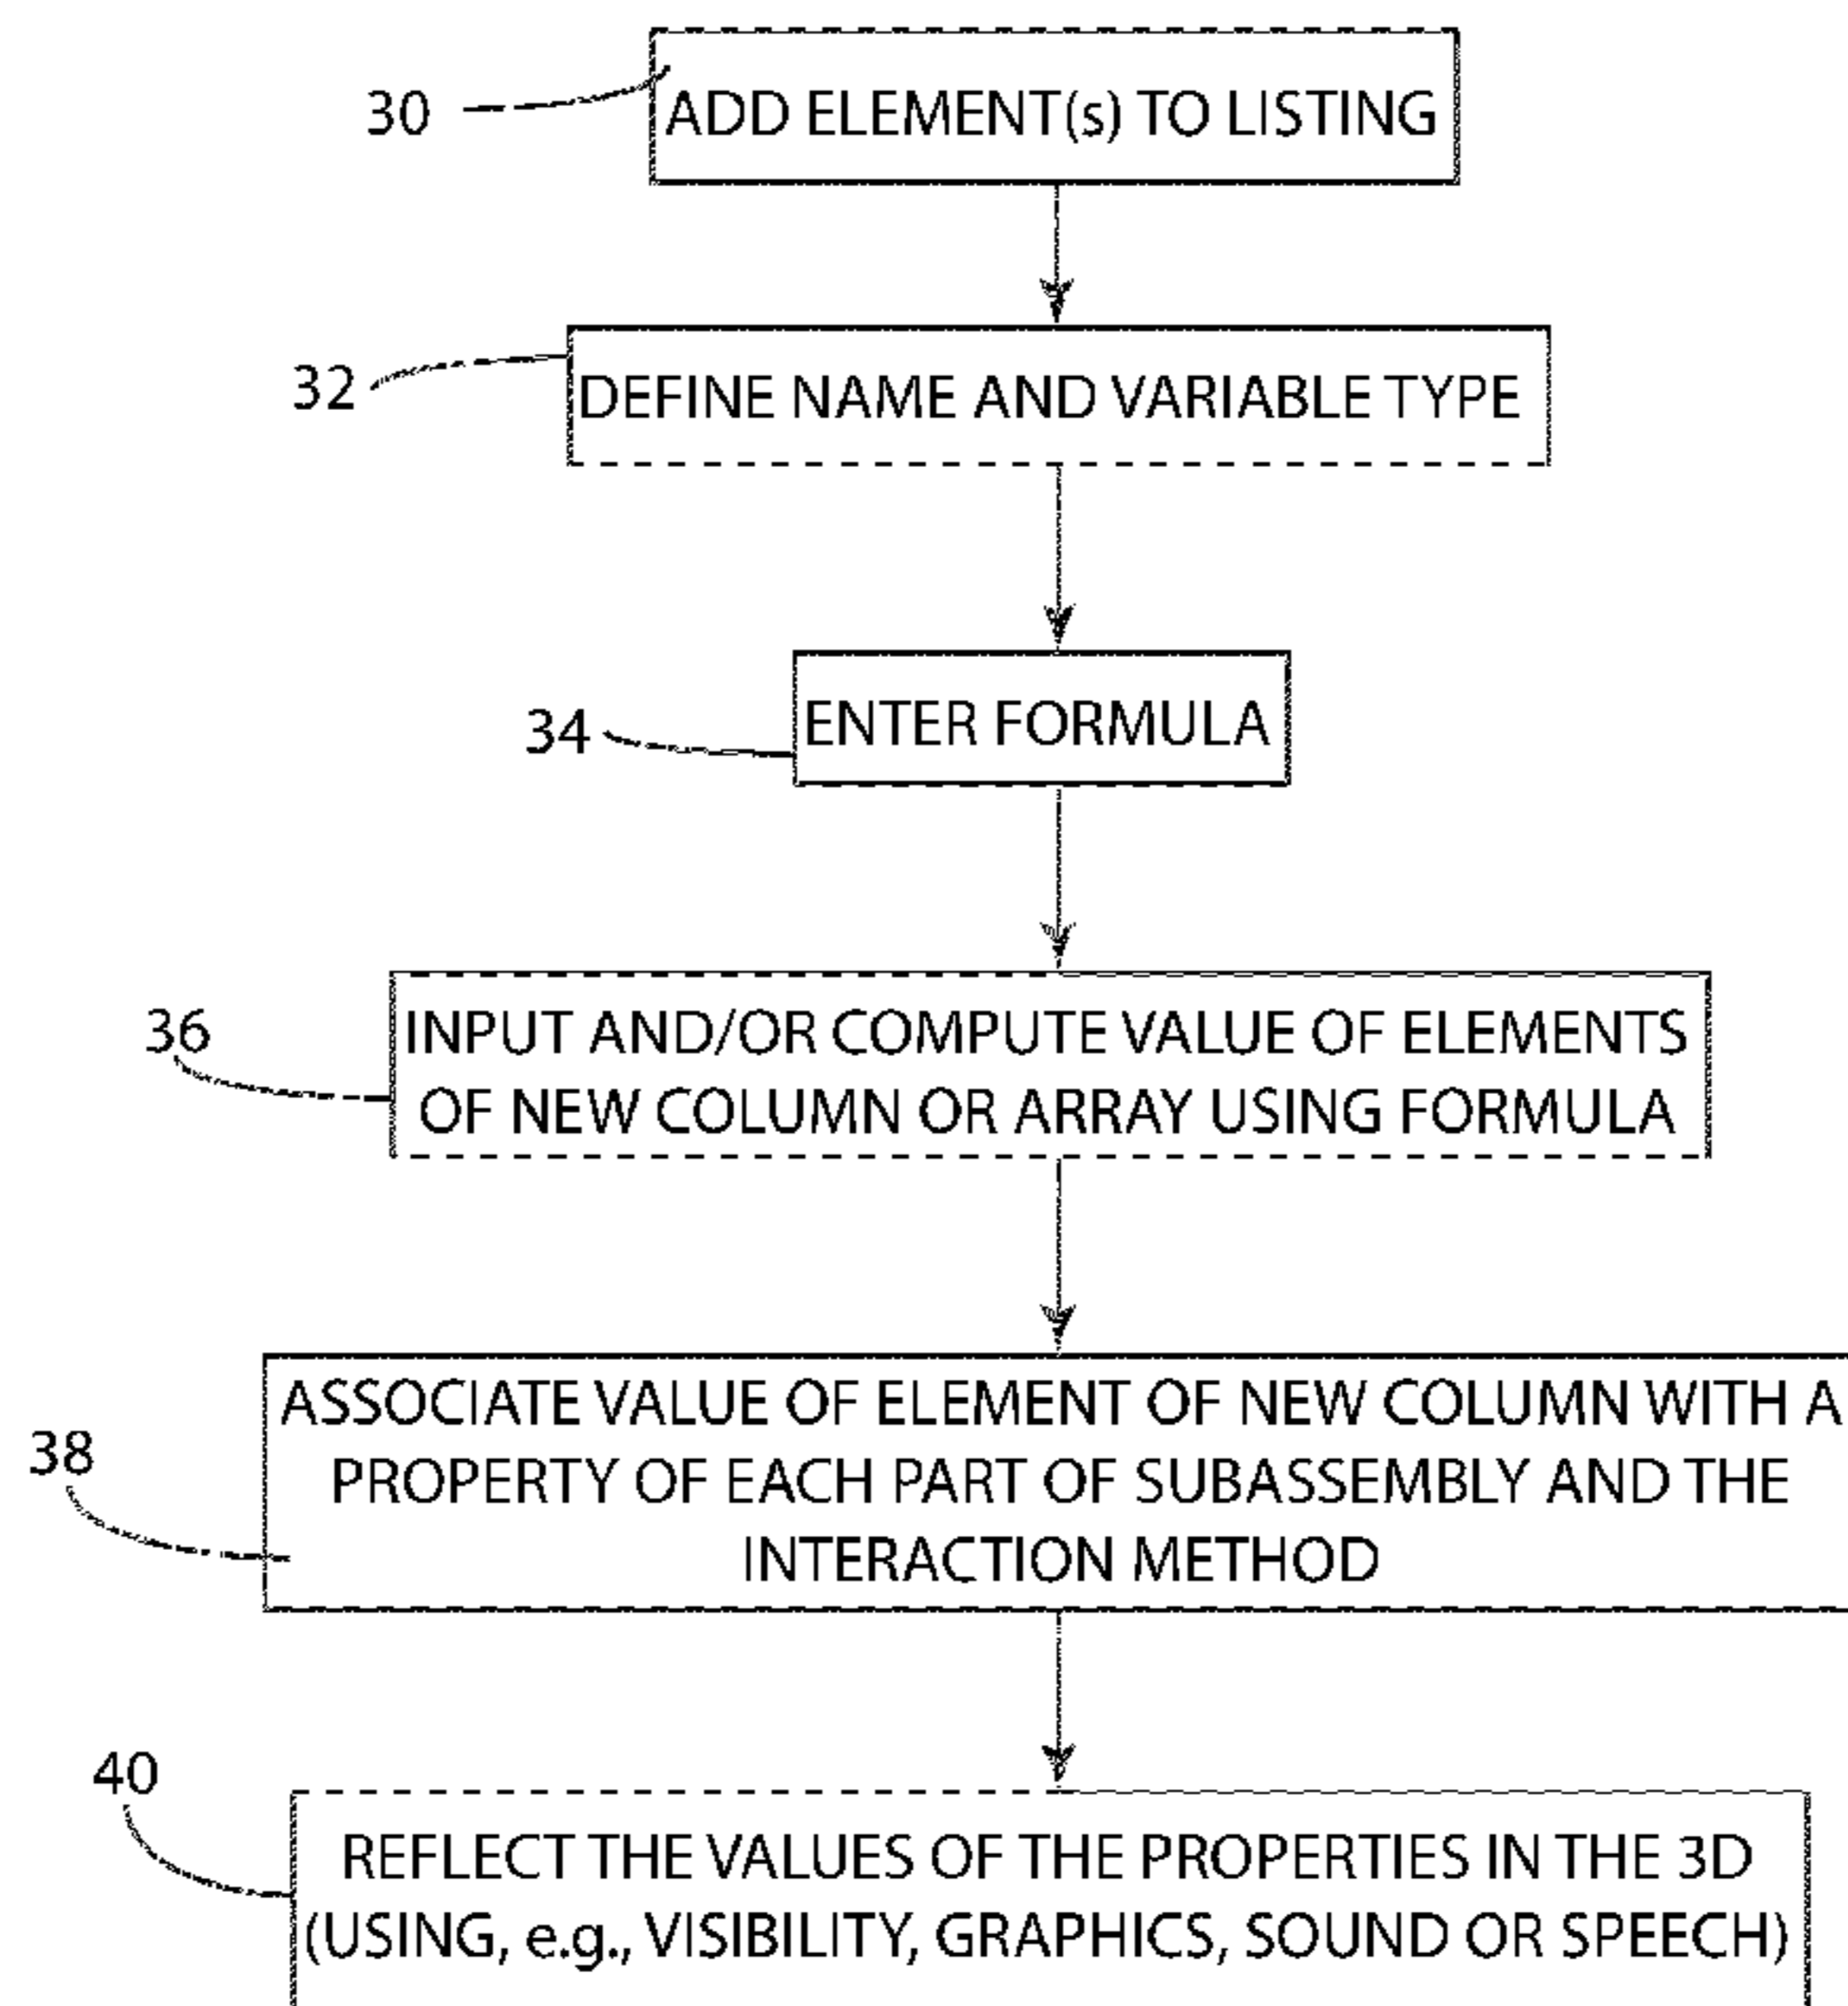 30
ADD ELEMENT(s) TO LISTING
32
DEFINE NAME AND VARIABLE TYPE
34
ENTER FORMULA
36
INPUT AND/OR COMPUTE VALUE OF ELEMENTS
OF NEW COLUMN OR ARRAY USING FORMULA
38
ASSOCIATE VALUE OF ELEMENT OF NEW COLUMN WITH A
PROPERTY OF EACH PART OF SUBASSEMBLY AND THE
INTERACTION METHOD
40
REFLECT THE VALUES OF THE PROPERTIES IN THE 3D
(USING, e.g., VISIBILITY, GRAPHICS, SOUND OR SPEECH)